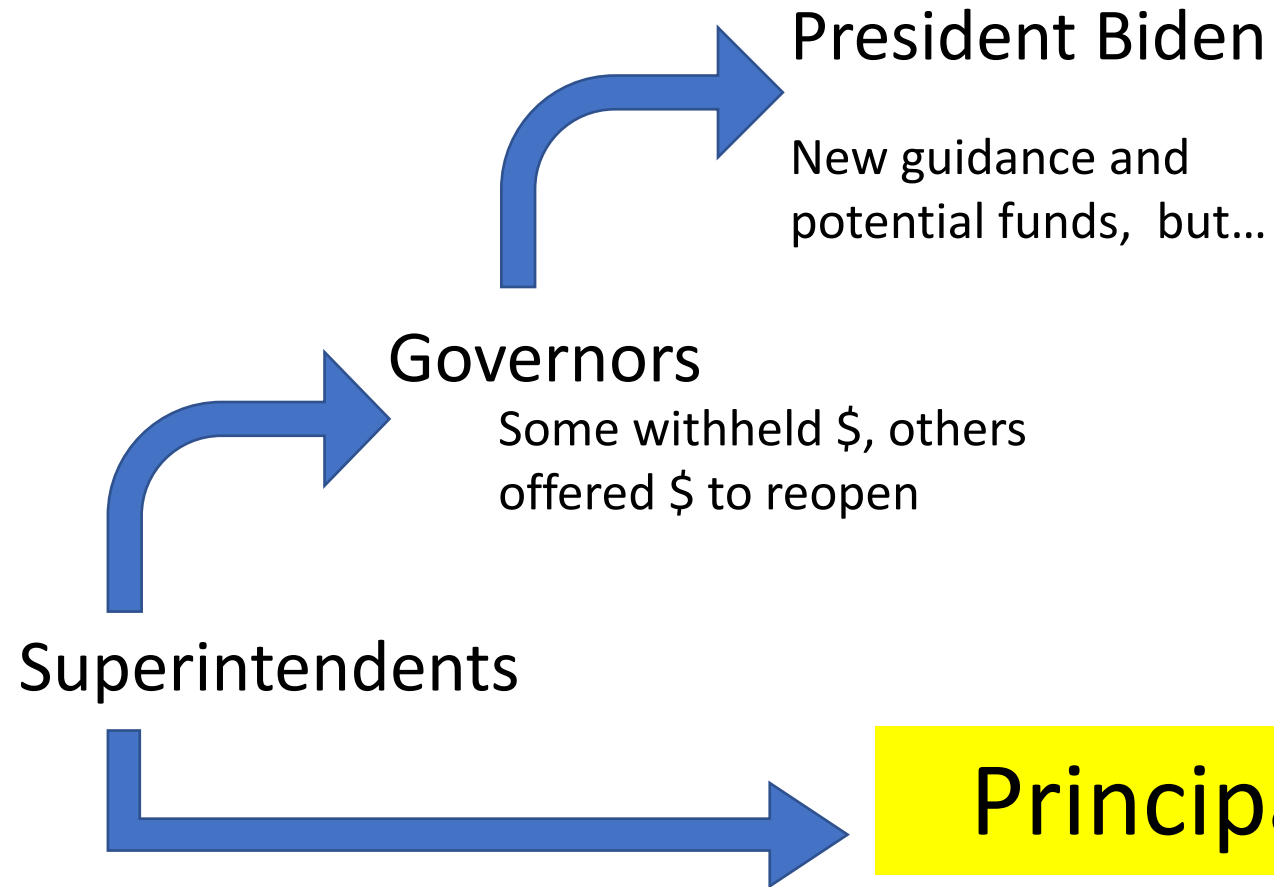 President Biden
New guidance and
potential funds,  but…
Governors
Some withheld $, others
offered $ to reopen
Superintendents